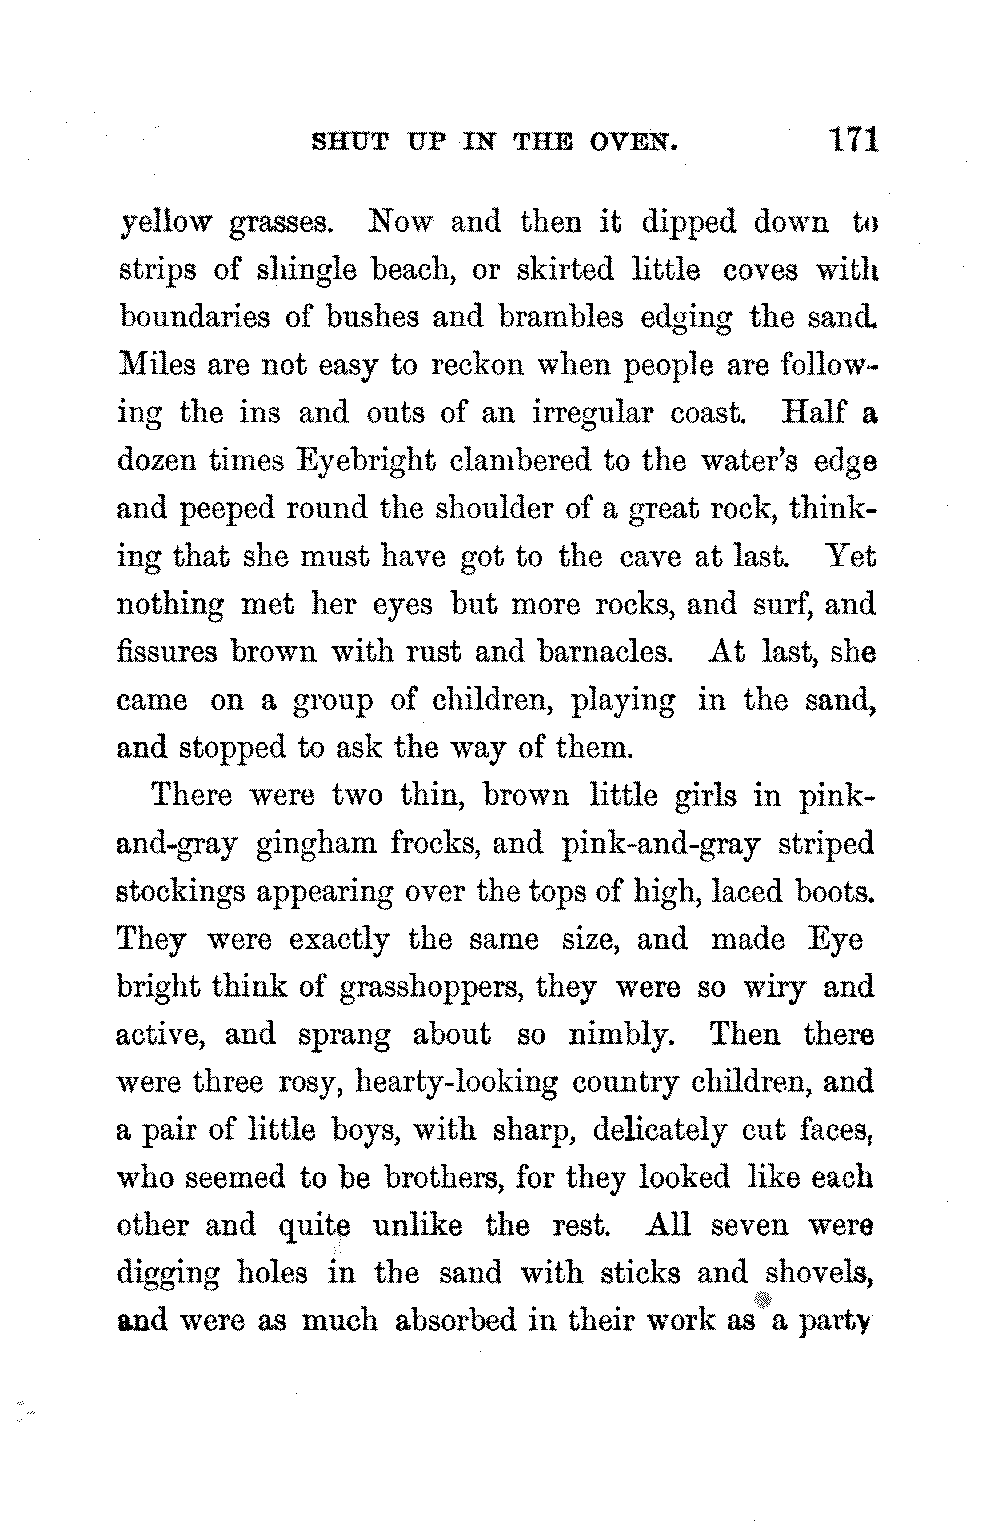 SHUT UP IN THE OVEN. 171
yellow grasses. Now and then it dipped down to
strips of shingle beach, or skirted little coves with
boundaries of bushes and brambles edging the sand.
Miles are not easy to reckon when people are follow-
ing the ins and outs of an irregular coast. Half a
dozen times Eyebright clambered to the water's edge
and peeped round the shoulder of a great rock, think-
ing that she must have got to the cave at last. Yet
nothing met her eyes but more rocks, and surf, and
fissures brown with rust and barnacles. At last, she
came on a group of children, playing in the sand,
and stopped to ask the way of them.
There were two thin, brown little girls in pink-
and-gray gingham frocks, and pink-and-gray striped
stockings appearing over the tops of high, laced boots.
They were exactly the same size, and made Eye
bright think of grasshoppers, they were so wiry and
active, and sprang about so nimbly. Then there
were three rosy, hearty-looking country children, and
a pair of little boys, with sharp, delicately cut faces,
who seemed to be brothers, for they looked like each
other and quite unlike the rest. All seven were
digging holes in the sand with sticks and shovels,
and were as much absorbed in their work as a party